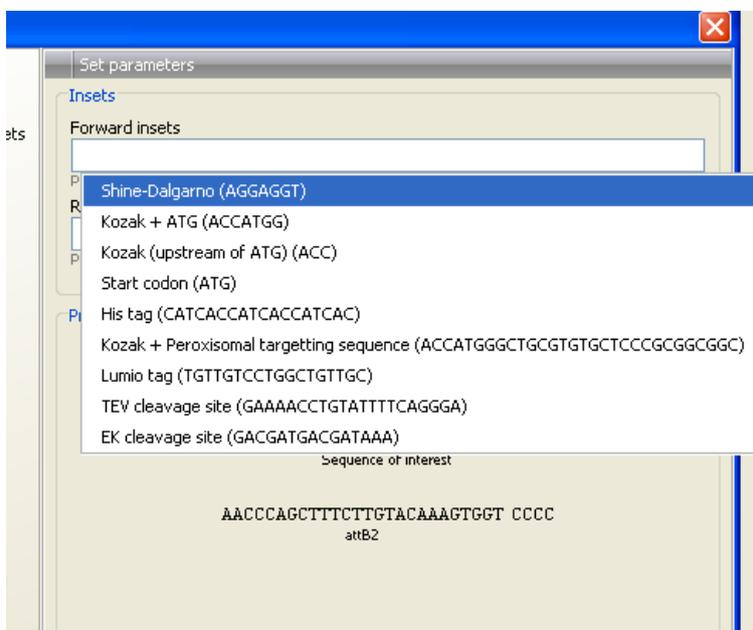 Set parameters
Insets
ets
Forward insets
P
Shine-Dalgarno (AGGAGGT)
R
Kozak + ATG (ACCATGG)
Kozak (upstream of ATG) (ACC)
P
Start codon (ATG)
Pr
His tag (CATCACCATCACCATCAC)
Kozak + Peroxisomal targetting sequence (ACCATGGGCTGCGTGTGCTCCCGCGGCGGC)
Lumio tag (TGTTGTCCTGGCTGTTGC)
TEV cleavage site (GAAAACCTGTATTTTCAGGGA)
EK cleavage site (GACGATGACGATAAA)
Sequence of interest
AACCCAGCTTTCTTGTACAAAGTGGT CCCC
attB2